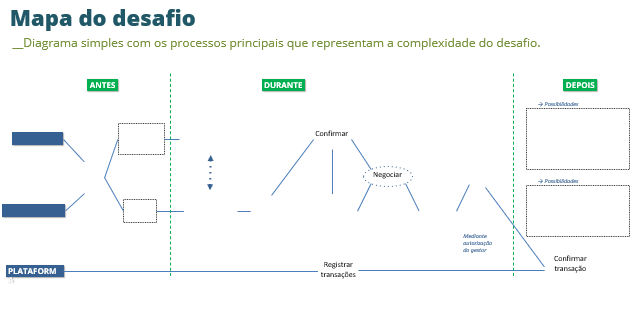 Mapa do desafio
__Diagrama simples com os processos principais que representam a complexidade do desafio.
ANTES
DURANTE
DEPOIS
→ Possibilidades
Confirmar
Negociar
→ Possibilidades
Mediante
autorização
do gestor
Confirmar
transação
Registrar
transações
PLATAFORM